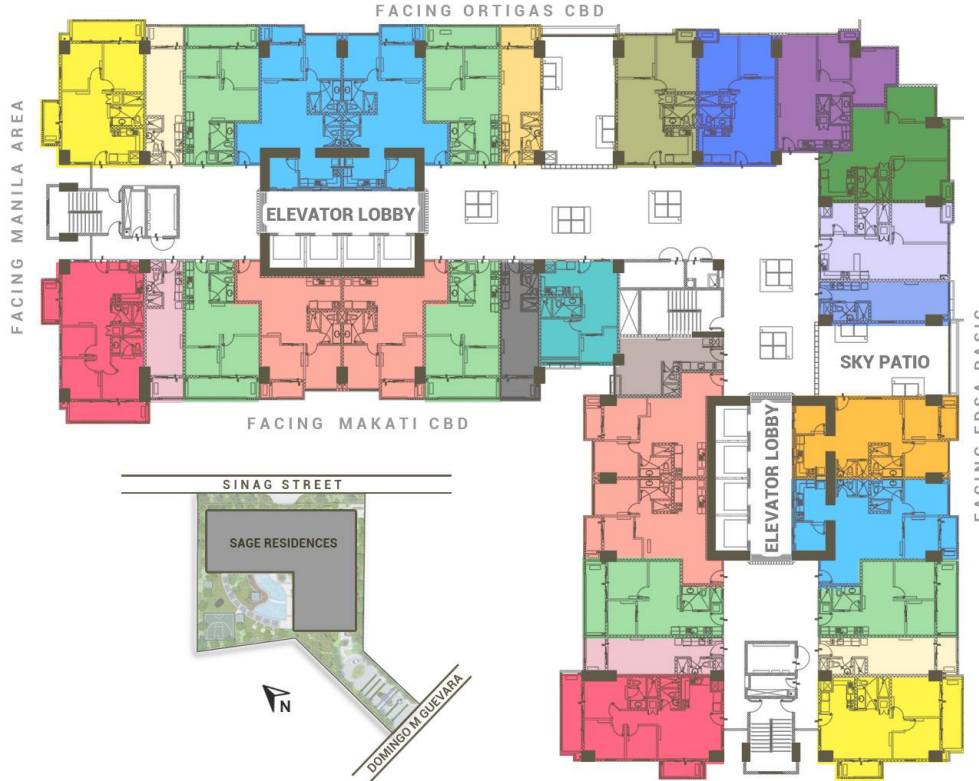 FACING ORTIGAS CBD
FACING MANILA AREA
ELEVATOR LOBBY
SKY PATIO
FACING MAKATI CBD
ELEVATOR LOBBY
FACING EDSA PASIG
SINAG STREET
SAGE RESIDENCES
N
DOMINGO M GUEVARA